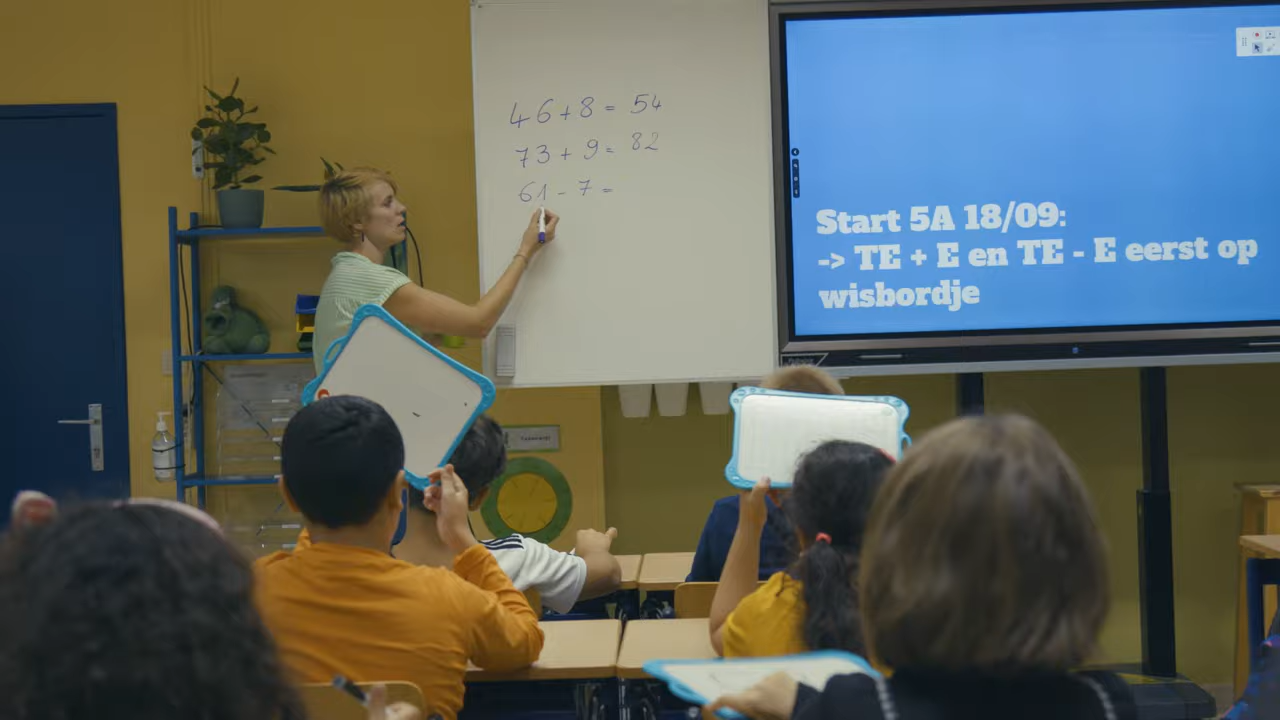 46+8= 54
73+9= 82
61-7=
Start 5A 18/09:
-> TE + E en TE - E eerst op
wisbordje